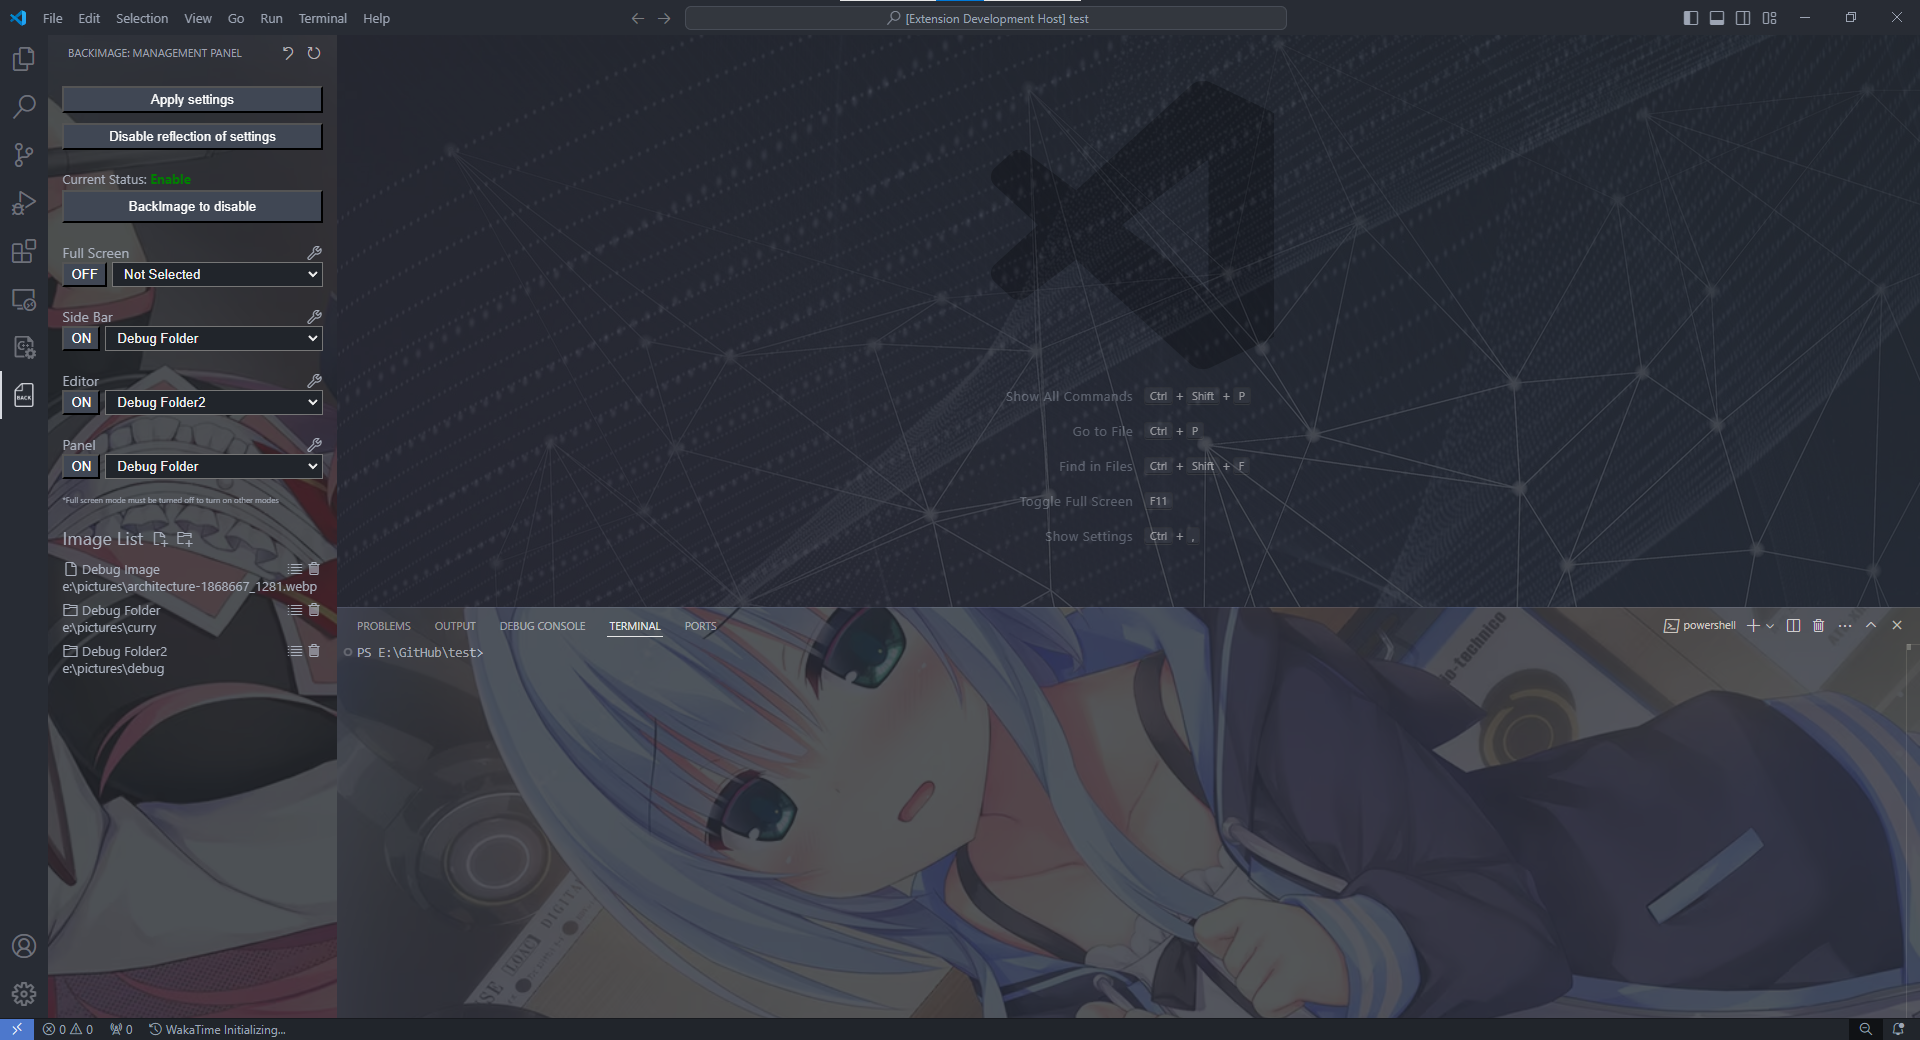 File Edit Selection View Go Run Terminal Help
[Extension Development Host] test
BACKIMAGE: MANAGEMENT PANEL
Apply settings
Disable reflection of settings
Current Status: Enable
BackImage to disable
Full Screen
OFF Not Selected
Side Bar
ON Debug Folder
Editor
ON Debug Folder2
Panel
ON Debug Folder
*Full screen mode must be turned off to turn on other modes
Image List
Debug Image
e:\pictures\architecture-1868667_1281.webp
Debug Folder
e:\pictures\curry
Debug Folder2
e:\pictures\debug
BACK
Show All Commands Ctrl + Shift + P
Go to File Ctrl + P
Find in Files Ctrl + Shift + F
Toggle Full Screen F11
Show Settings Ctrl + ,
PROBLEMS OUTPUT DEBUG CONSOLE TERMINAL PORTS
powershell
PS E:\GitHub\test>
0 0 0 WakaTime Initializing...